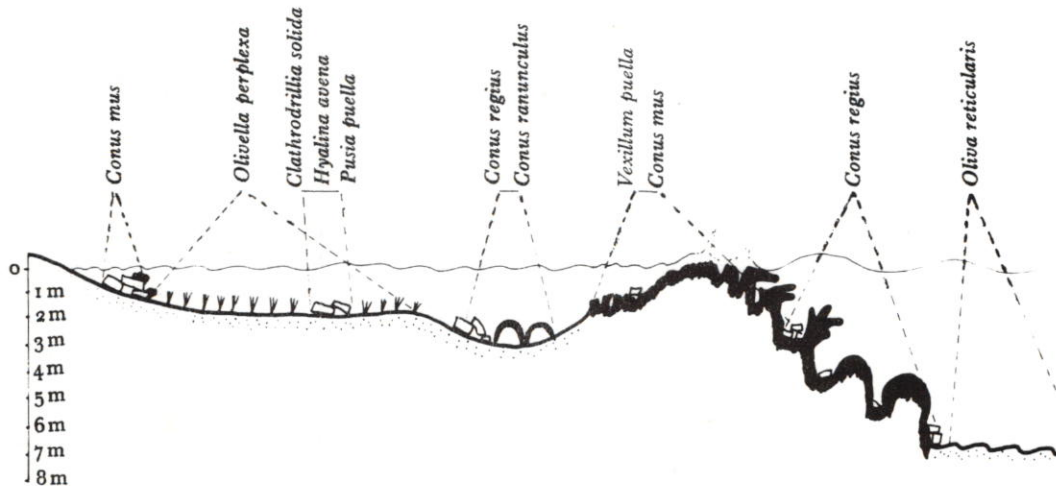 Conus mus
Olivella perplexa
Clathrodrillia solida
Hyalina avena
Pusia puella
Conus regius
Conus ranunculus
Vexillum puella
Conus mus
Conus regius
Oliva reticularis
0
1 m
2 m
3 m
4 m
5 m
6 m
7 m
8 m